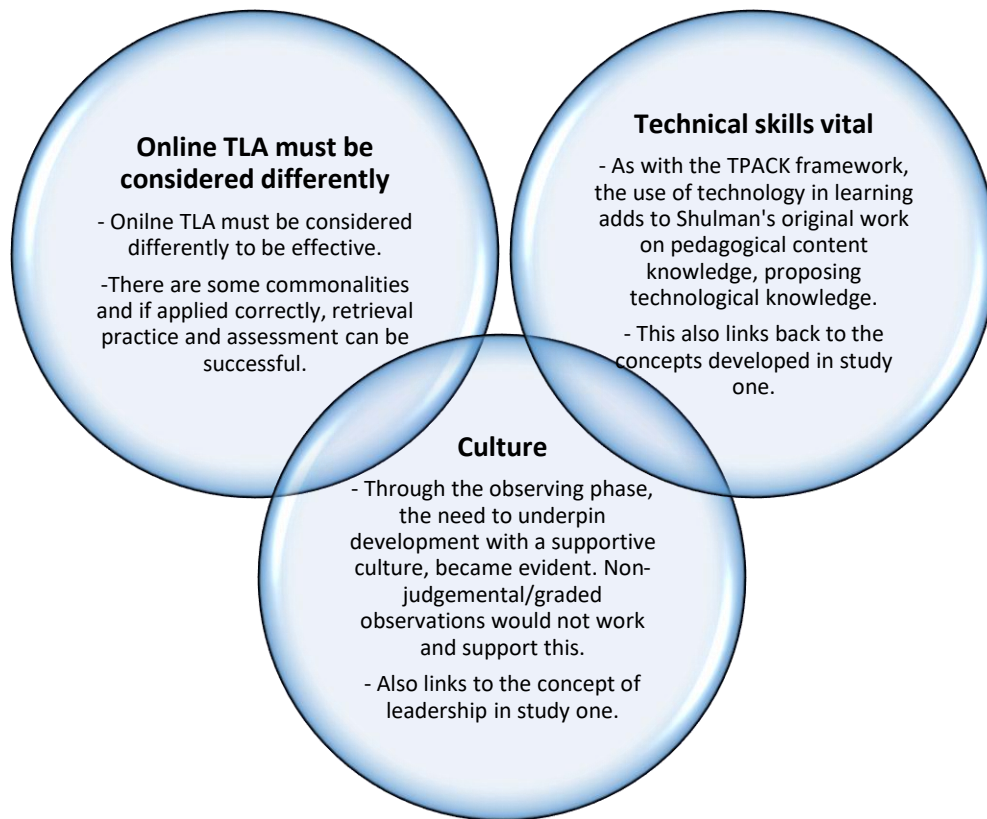 Online TLA must be
considered differently
- Onilne TLA must be considered
differently to be effective.
-There are some commonalities
and if applied correctly, retrieval
practice and assessment can be
successful.
Technical skills vital
- As with the TPACK framework,
the use of technology in learning
adds to Shulman's original work
on pedagogical content
knowledge, proposing
technological knowledge.
- This also links back to the
concepts developed in study
one.
Culture
- Through the observing phase,
the need to underpin
development with a supportive
culture, became evident. Non-
judgemental/graded
observations would not work
and support this.
- Also links to the concept of
leadership in study one.